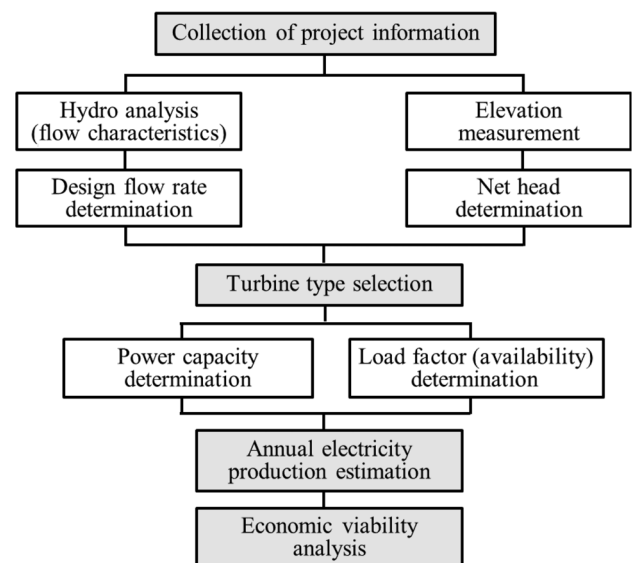 Collection of project information
Hydro analysis
(flow characteristics)
Elevation
measurement
Design flow rate
determination
Net head
determination
Turbine type selection
Power capacity
determination
Load factor (availability)
determination
Annual electricity
production estimation
Economic viability
analysis